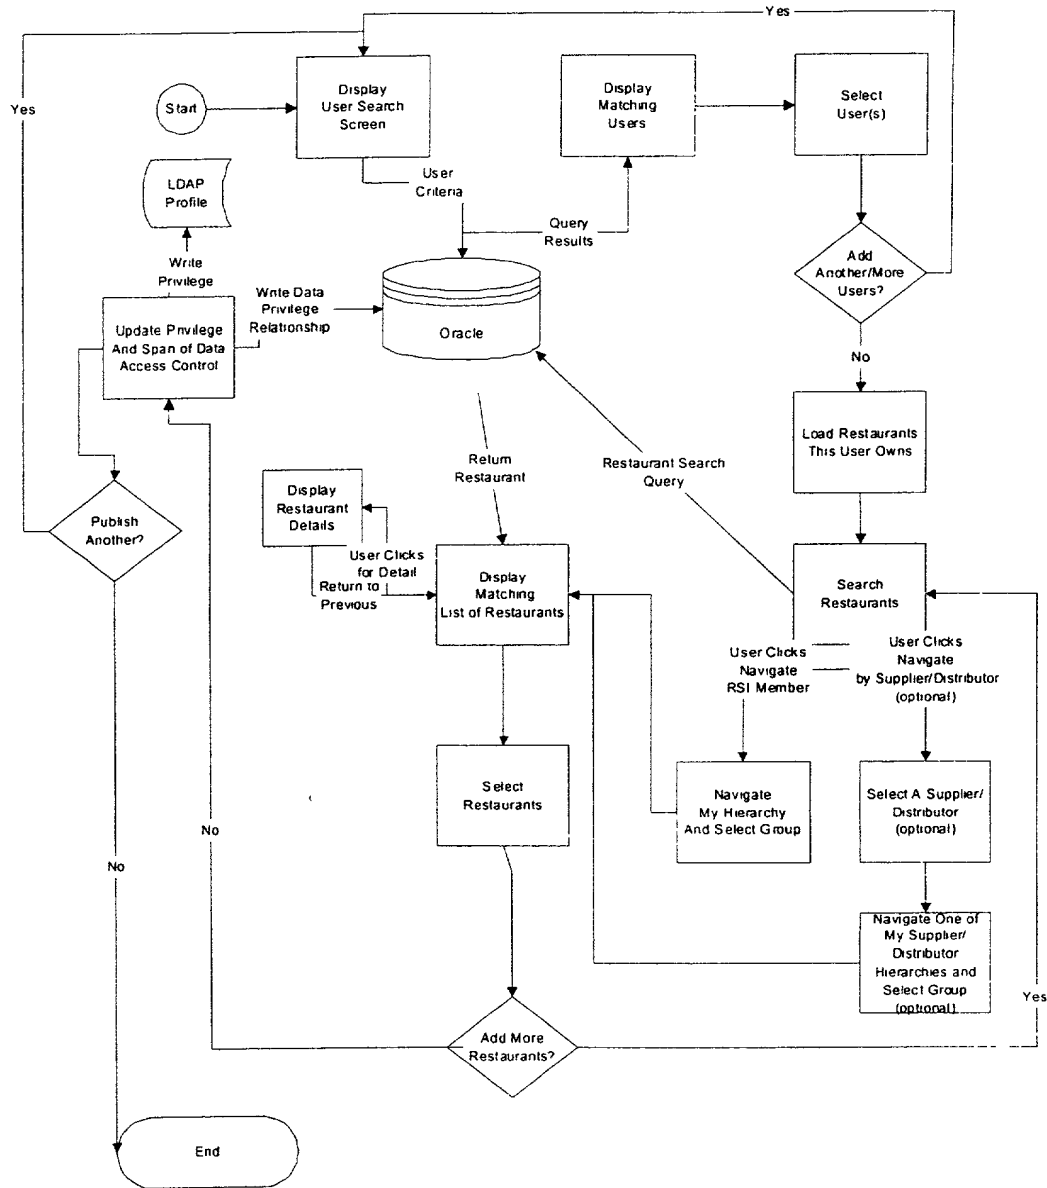 Yes
Yes
Start
Display
User Search
Screen
Display
Matching
Users
Select
User(s)
LDAP
Profile
User
Criteria
Query
Results
Write
Privilege
Write Data
Privilege
Relationship
Add
Another/More
Users?
Update Privilege
And Span of Data
Access Control
Oracle
No
Load Restaurants
This User Owns
Return
Restaurant
Restaurant Search
Query
Display
Restaurant
Details
Publish
Another?
User Clicks
for Detail
Return to
Previous
Display
Matching
List of Restaurants
Search
Restaurants
User Clicks
Navigate
RSI Member
User Clicks
Navigate
by Supplier/Distributor
(optional)
Select
Restaurants
Navigate
My Hierarchy
And Select Group
Select A Supplier/
Distributor
(optional)
No
No
Navigate One of
My Supplier/
Distributor
Hierarchies and
Select Group
(optional)
Yes
Add More
Restaurants?
End